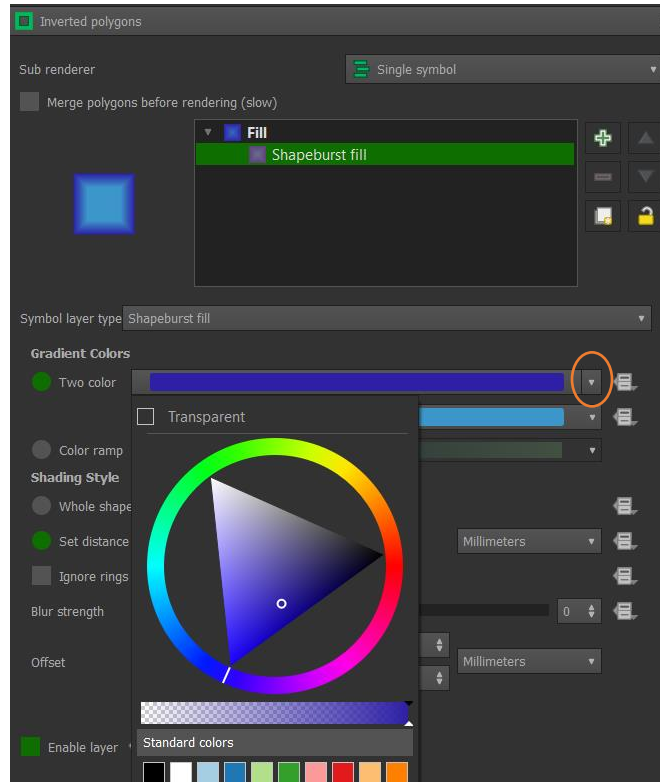 Inverted polygons
Sub renderer
Single symbol
Merge polygons before rendering (slow)
Fill
Shapeburst fill
Symbol layer type Shapeburst fill
Gradient Colors
Two color
Transparent
Color ramp
Shading Style
Whole shape
Set distance
Millimeters
Ignore rings
Blur strength
0
Offset
Millimeters
Standard colors
Enable layer